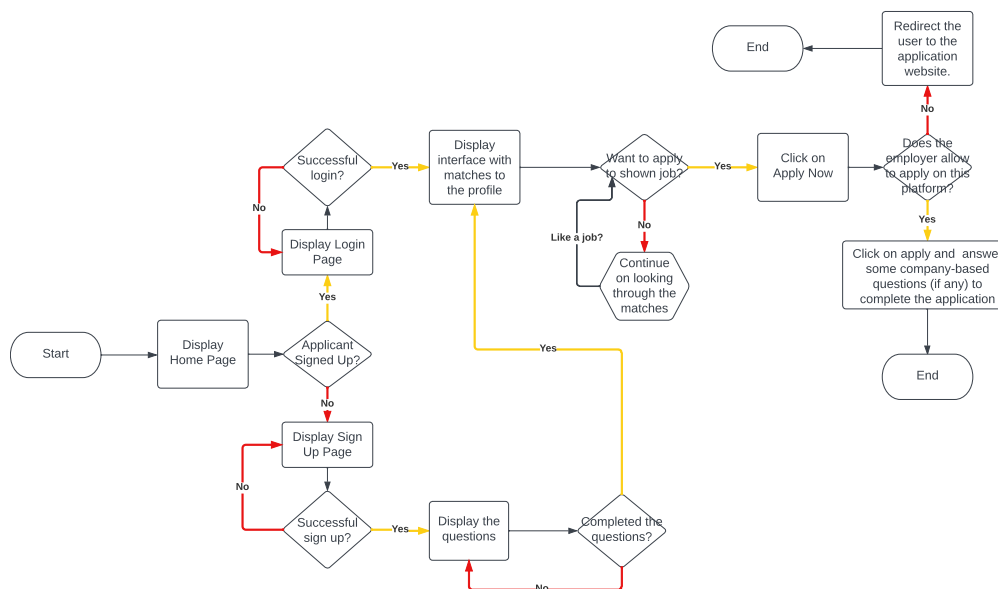 End
Redirect the
user to the
application
website.
No
Successful
login?
Yes
Display
interface with
matches to
the profile
Want to apply
to shown job?
Yes
Click on
Apply Now
Does the
employer allow
to apply on this
platform?
No
Like a job?
No
Yes
Display Login
Page
Continue
on looking
through the
matches
Click on apply and answe
some company-based
questions (if any) to
complete the application
Yes
Start
Display
Home Page
Applicant
Signed Up?
Yes
End
No
Display Sign
Up Page
No
Successful
sign up?
Yes
Display the
questions
Completed the
questions?
No